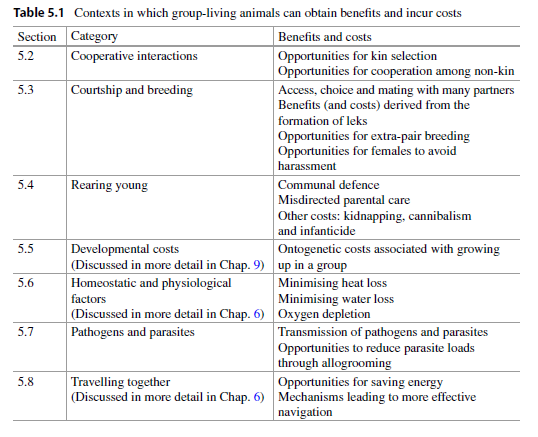 Table 5.1 Contexts in which group-living animals can obtain benefits and incur costs
Section Category Benefits and costs
5.2 Cooperative interactions Opportunities for kin selection
Opportunities for cooperation among non-kin
5.3 Courtship and breeding Access, choice and mating with many partners
Benefits (and costs) derived from the
formation of leks
Opportunities for extra-pair breeding
Opportunities for females to avoid
harassment
5.4 Rearing young Communal defence
Misdirected parental care
Other costs: kidnapping, cannibalism
and infanticide
5.5 Developmental costs Ontogenetic costs associated with growing
(Discussed in more detail in Chap. 9) up in a group
5.6 Homeostatic and physiological Minimising heat loss
factors Minimising water loss
(Discussed in more detail in Chap. 6) Oxygen depletion
5.7 Pathogens and parasites Transmission of pathogens and parasites
Opportunities to reduce parasite loads
through allogrooming
5.8 Travelling together Opportunities for saving energy
(Discussed in more detail in Chap. 6) Mechanisms leading to more effective
navigation